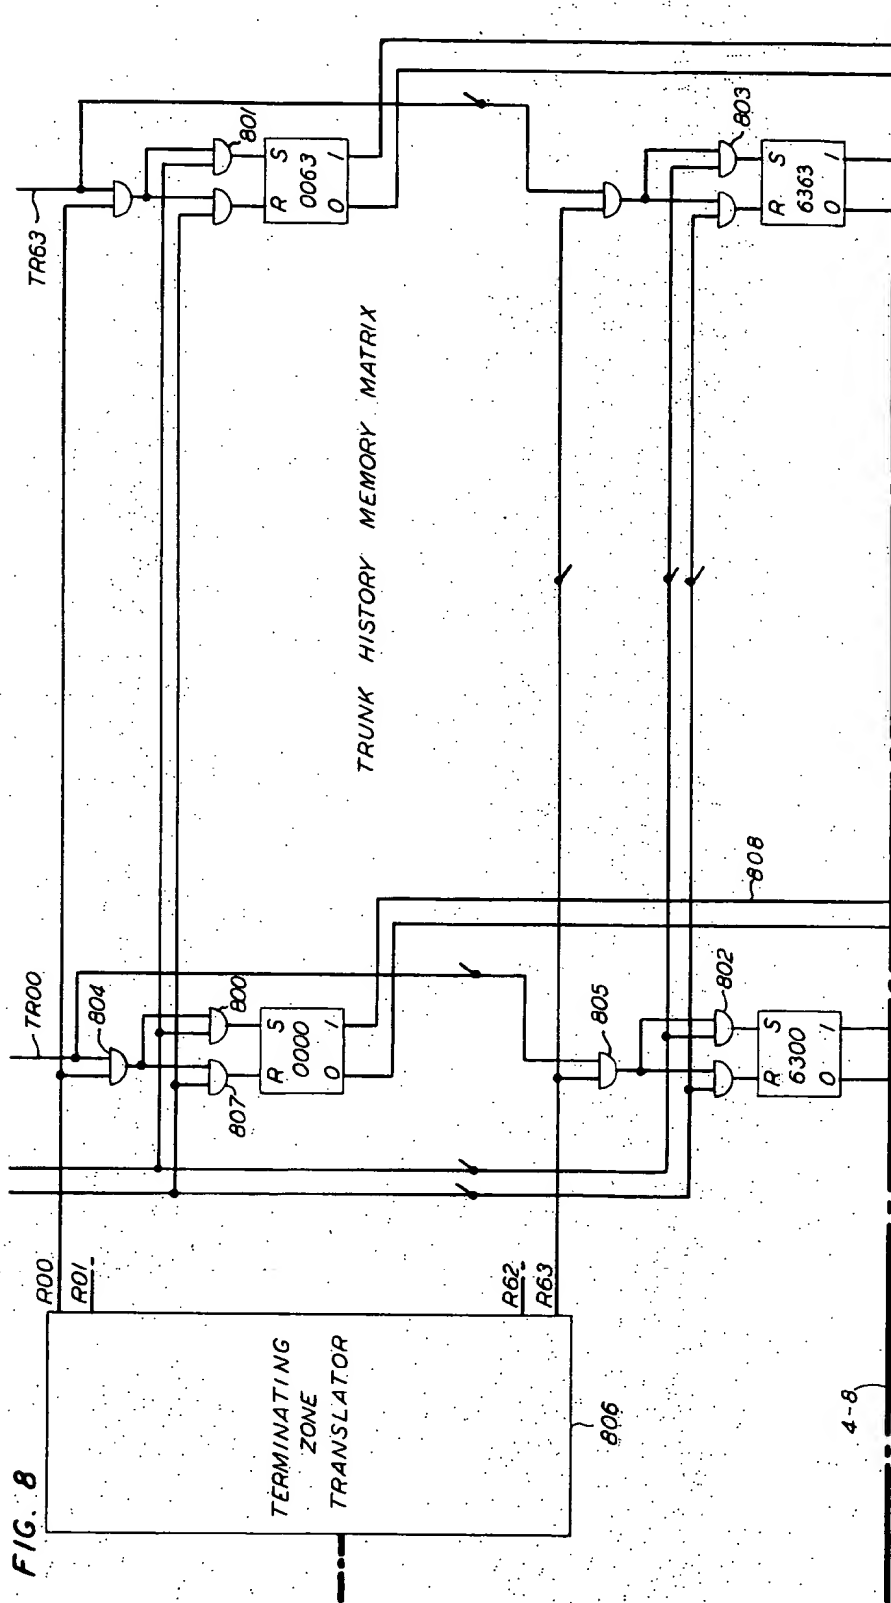 FIG. 8
TERMINATING
ZONE
TRANSLATOR
806
R00
R01
R62
R63
TR00
804
807
800
R S
0000
0 1
805
802
R S
6300
0 1
808
TRUNK HISTORY MEMORY MATRIX
TR63
801
R S
0063
0 1
803
R S
6363
0 1
4-8